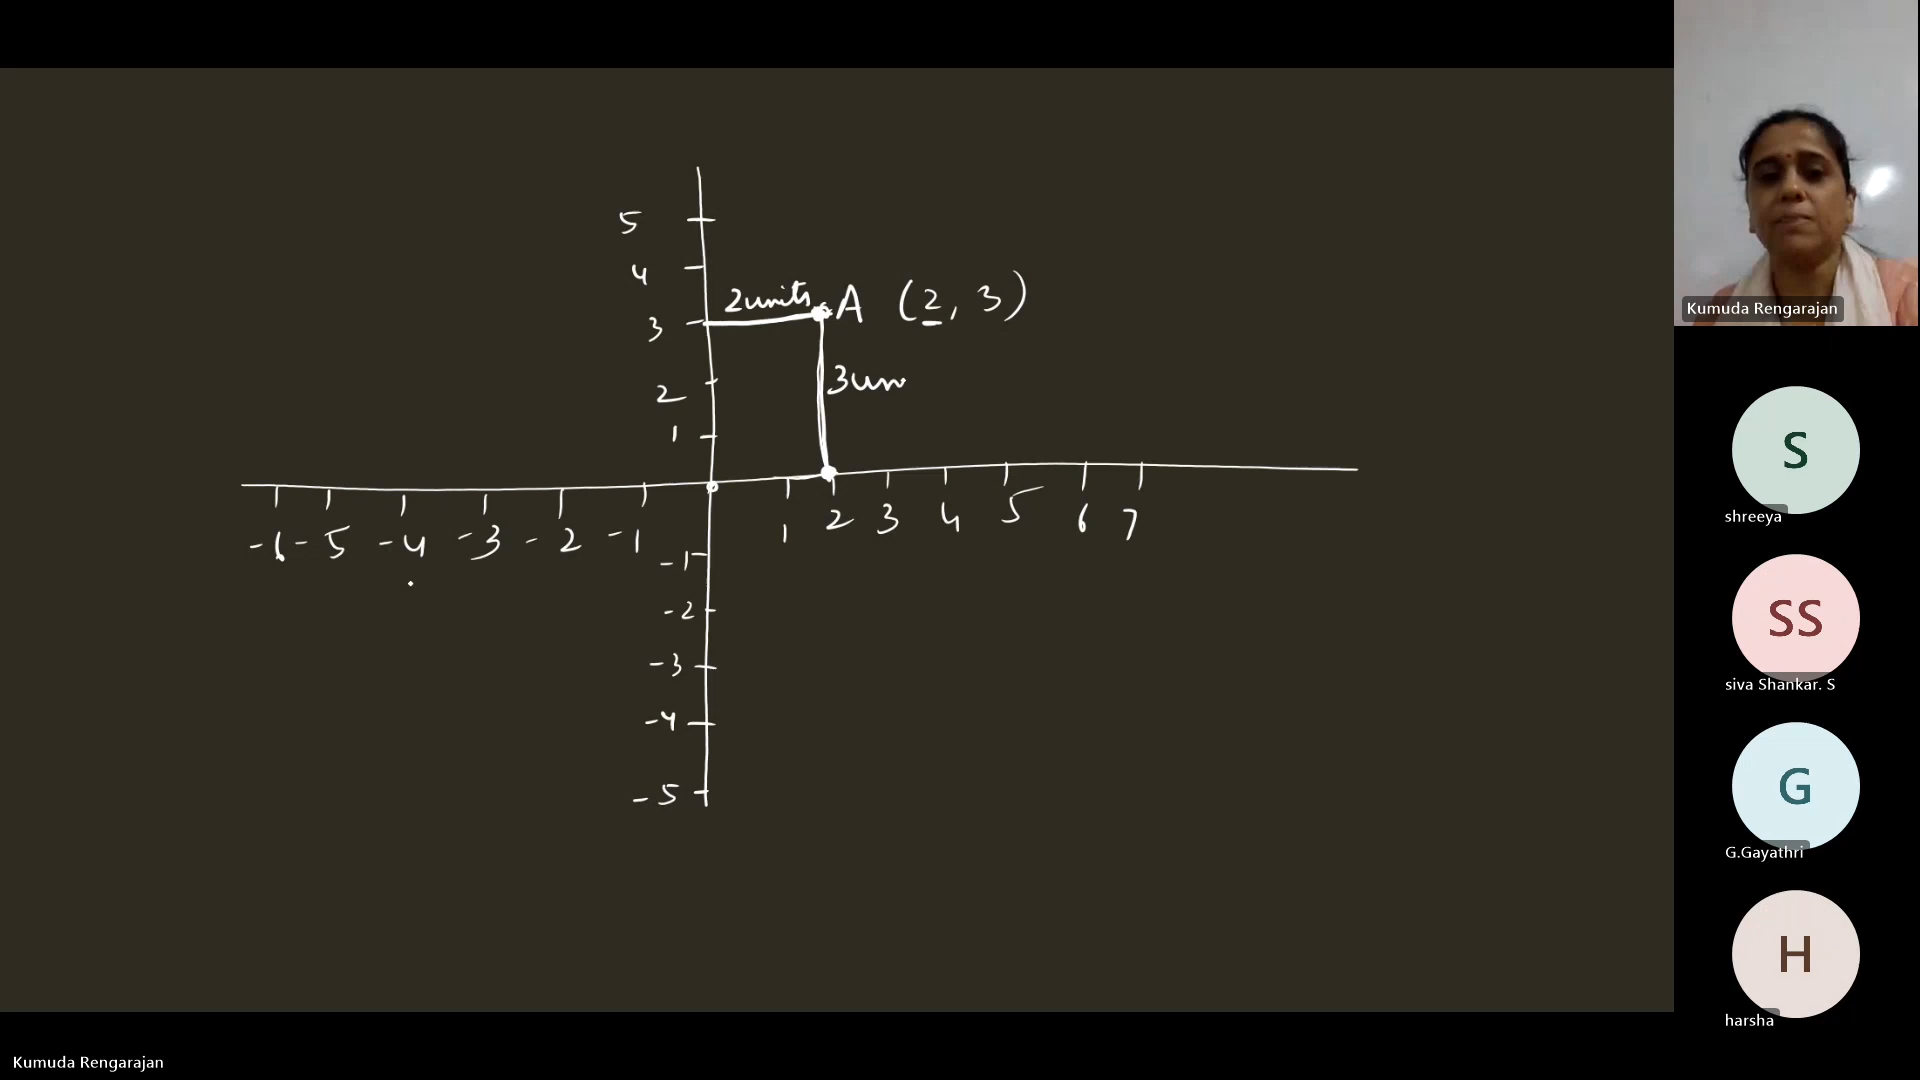 5
4
2units A (2, 3)
3
3un
2
1
-6 -5 -4 -3 -2 -1
1 2 3 4 5 6 7
-1
-2
-3
-4
-5
Kumuda Rengarajan
S
shreeya
SS
siva Shankar. S
G
G.Gayathri
H
harsha
Kumuda Rengarajan